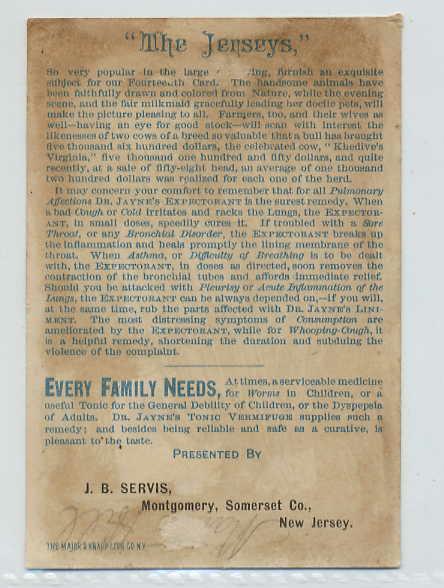 "The Jerseys,"
So very popular in the large ing, furnish an exquisite
subject for our Fourteenth Card. The handsome animals have
been faithfully drawn and colored from Nature, while the evening
scene, and the fair milkmaid gracefully leading her docile pets, will
make the picture pleasing to all. Farmers, too, and their wives as
well—having an eye for good stock—will scan with interest the
likenesses of two cows of a breed so valuable that a bull has brought
five thousand six hundred dollars, the celebrated cow, "Khedive's
Virginia," five thousand one hundred and fifty dollars, and quite
recently, at a sale of fifty-eight head, an average of one thousand
two hundred dollars was realized for each one of the herd.
It may concern your comfort to remember that for all Pulmonary
Affections DR. JAYNE'S EXPECTORANT is the surest remedy. When
a bad Cough or Cold irritates and racks the Lungs, the EXPECTOR-
ANT, in small doses, speedily cures it. If troubled with a Sore
Throat, or any Bronchial Disorder, the EXPECTORANT breaks up
the inflammation and heals promptly the lining membrane of the
throat. When Asthma, or Difficulty of Breathing is to be dealt
with, the EXPECTORANT, in doses as directed, soon removes the
contraction of the bronchial tubes and affords immediate relief.
Should you be attacked with Pleurisy or Acute Inflammation of the
Lungs, the EXPECTORANT can be always depended on,—if you will,
at the same time, rub the parts affected with DR. JAYNE'S LINI-
MENT. The most distressing symptoms of Consumption are
ameliorated by the EXPECTORANT, while for Whooping-Cough, it
is a helpful remedy, shortening the duration and subduing the
violence of the complaint.
EVERY FAMILY NEEDS, At times, a serviceable medicine
for Worms in Children, or a
useful Tonic for the General Debility of Children, or the Dyspepsia
of Adults. DR. JAYNE'S TONIC VERMIFUGE supplies such a
remedy; and besides being reliable and safe as a curative, is
pleasant to the taste.
PRESENTED BY
J. B. SERVIS,
Montgomery, Somerset Co.,
New Jersey.
THE MAJOR & KNAPP LITH. CO. N.Y.